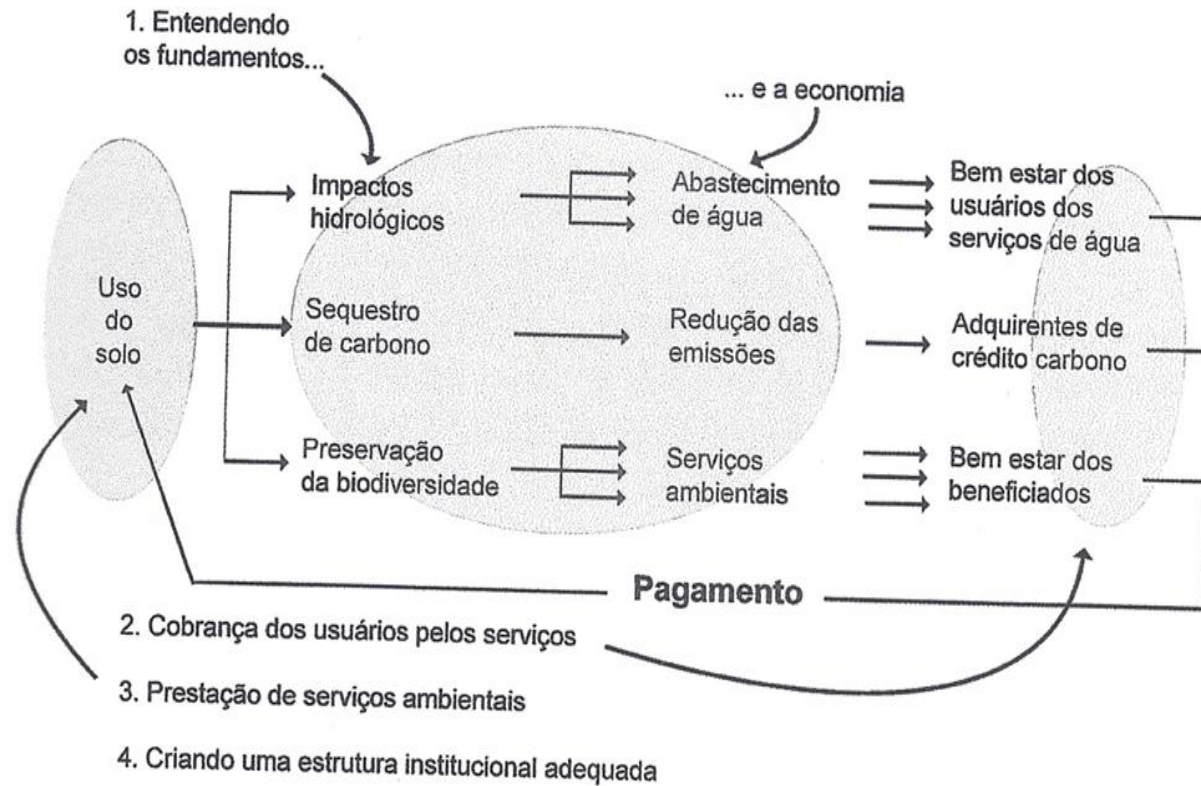 1. Entendendo
os fundamentos...
... e a economia
Impactos
hidrológicos
Abastecimento
de água
Bem estar dos
usuários dos
serviços de água
Uso
do
solo
Sequestro
de carbono
Redução das
emissões
Adquirentes de
crédito carbono
Preservação
da biodiversidade
Serviços
ambientais
Bem estar dos
beneficiados
Pagamento
2. Cobrança dos usuários pelos serviços
3. Prestação de serviços ambientais
4. Criando uma estrutura institucional adequada